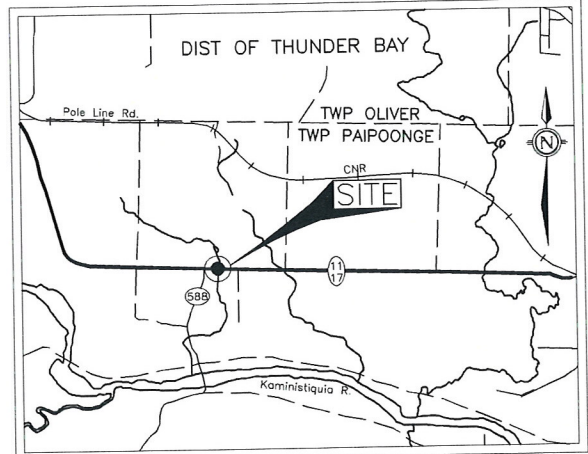 DIST OF THUNDER BAY
Pole Line Rd.
TWP OLIVER
TWP PAIPOONGE
N
CNR
SITE
11
17
588
Kaministiquia R.